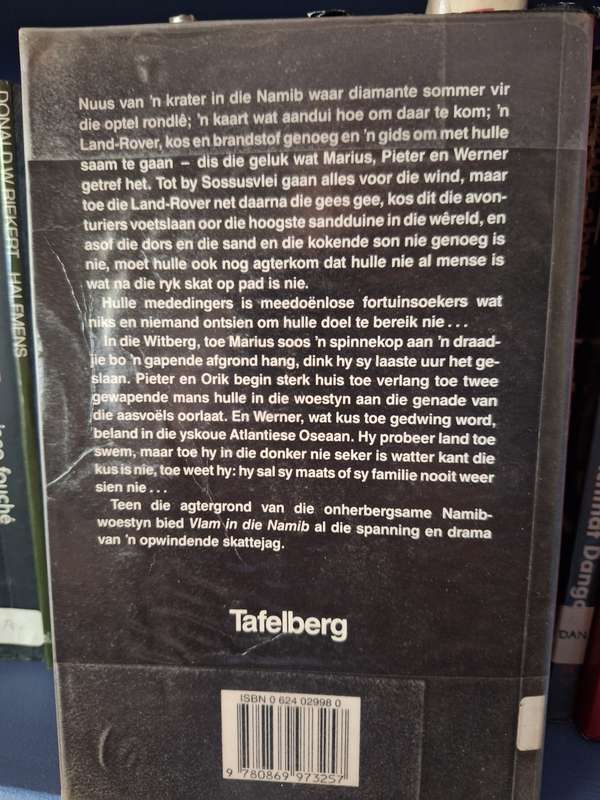 Nuus van 'n krater in die Namib waar diamante sommer vir
die optel rondlê; 'n kaart wat aandui hoe om daar te kom; 'n
Land-Rover, kos en brandstof genoeg en 'n gids om met hulle
saam te gaan – dis die geluk wat Marius, Pieter en Werner
getref het. Tot by Sossusvlei gaan alles voor die wind, maar
toe die Land-Rover net daarna die gees gee, kos dit die avon-
turiers voetslaan oor die hoogste sandduine in die wêreld, en
asof die dors en die sand en die kokende son nie genoeg is
nie, moet hulle ook nog agterkom dat hulle nie al mense is
wat na die ryk skat op pad is nie.
Hulle mededingers is meedoënlose fortuinsoekers wat
niks en niemand ontsien om hulle doel te bereik nie . . .
In die Witberg, toe Marius soos 'n spinnekop aan 'n draad-
jie bo 'n gapende afgrond hang, dink hy sy laaste uur het ge-
slaan. Pieter en Orik begin sterk huis toe verlang toe twee
gewapende mans hulle in die woestyn aan die genade van
die aasvoëls oorlaat. En Werner, wat kus toe gedwing word,
beland in die yskoue Atlantiese Oseaan. Hy probeer land toe
swem, maar toe hy in die donker nie seker is watter kant die
kus is nie, toe weet hy: hy sal sy maats of sy familie nooit weer
sien nie . . .
Teen die agtergrond van die onherbergsame Namib-
woestyn bied Vlam in die Namib al die spanning en drama
van 'n opwindende skattejag.
Tafelberg
ISBN 0 624 02998 0
9 780869 973257
DONALD W RIEKERT
HALEMENS
fouché
DAN